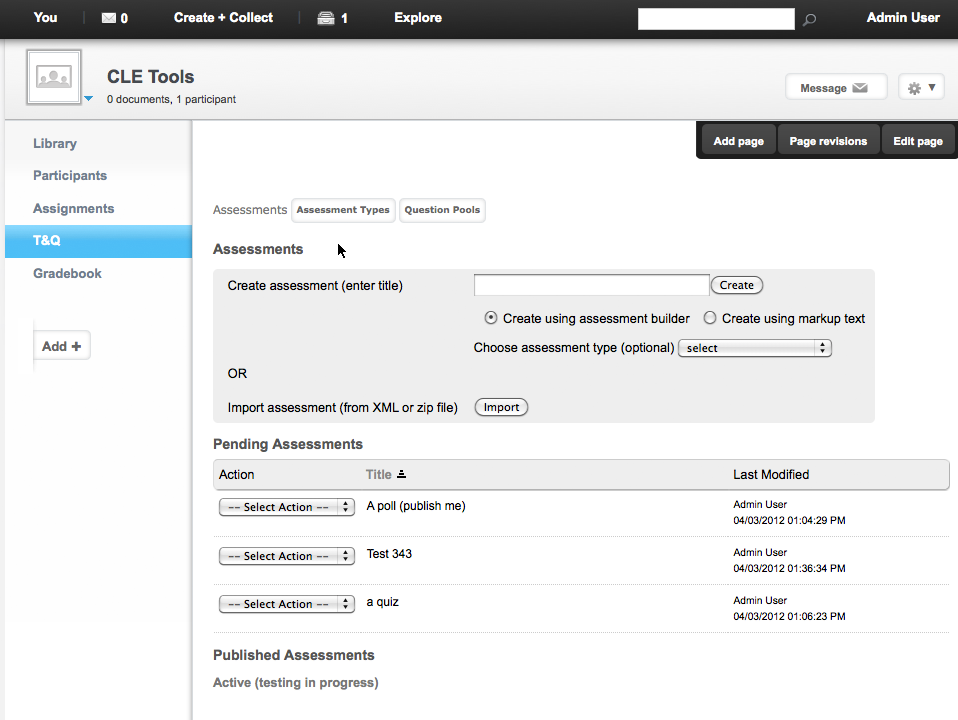 You 0 Create + Collect 1 Explore Admin User
CLE Tools
0 documents, 1 participant
Message
Library
Participants
Assignments
T&Q
Gradebook
Add +
Add page Page revisions Edit page
Assessments Assessment Types Question Pools
Assessments
Create assessment (enter title) Create
Create using assessment builder Create using markup text
Choose assessment type (optional) select
OR
Import assessment (from XML or zip file) Import
Pending Assessments
Action Title Last Modified
-- Select Action -- A poll (publish me) Admin User
04/03/2012 01:04:29 PM
-- Select Action -- Test 343 Admin User
04/03/2012 01:36:34 PM
-- Select Action -- a quiz Admin User
04/03/2012 01:06:23 PM
Published Assessments
Active (testing in progress)